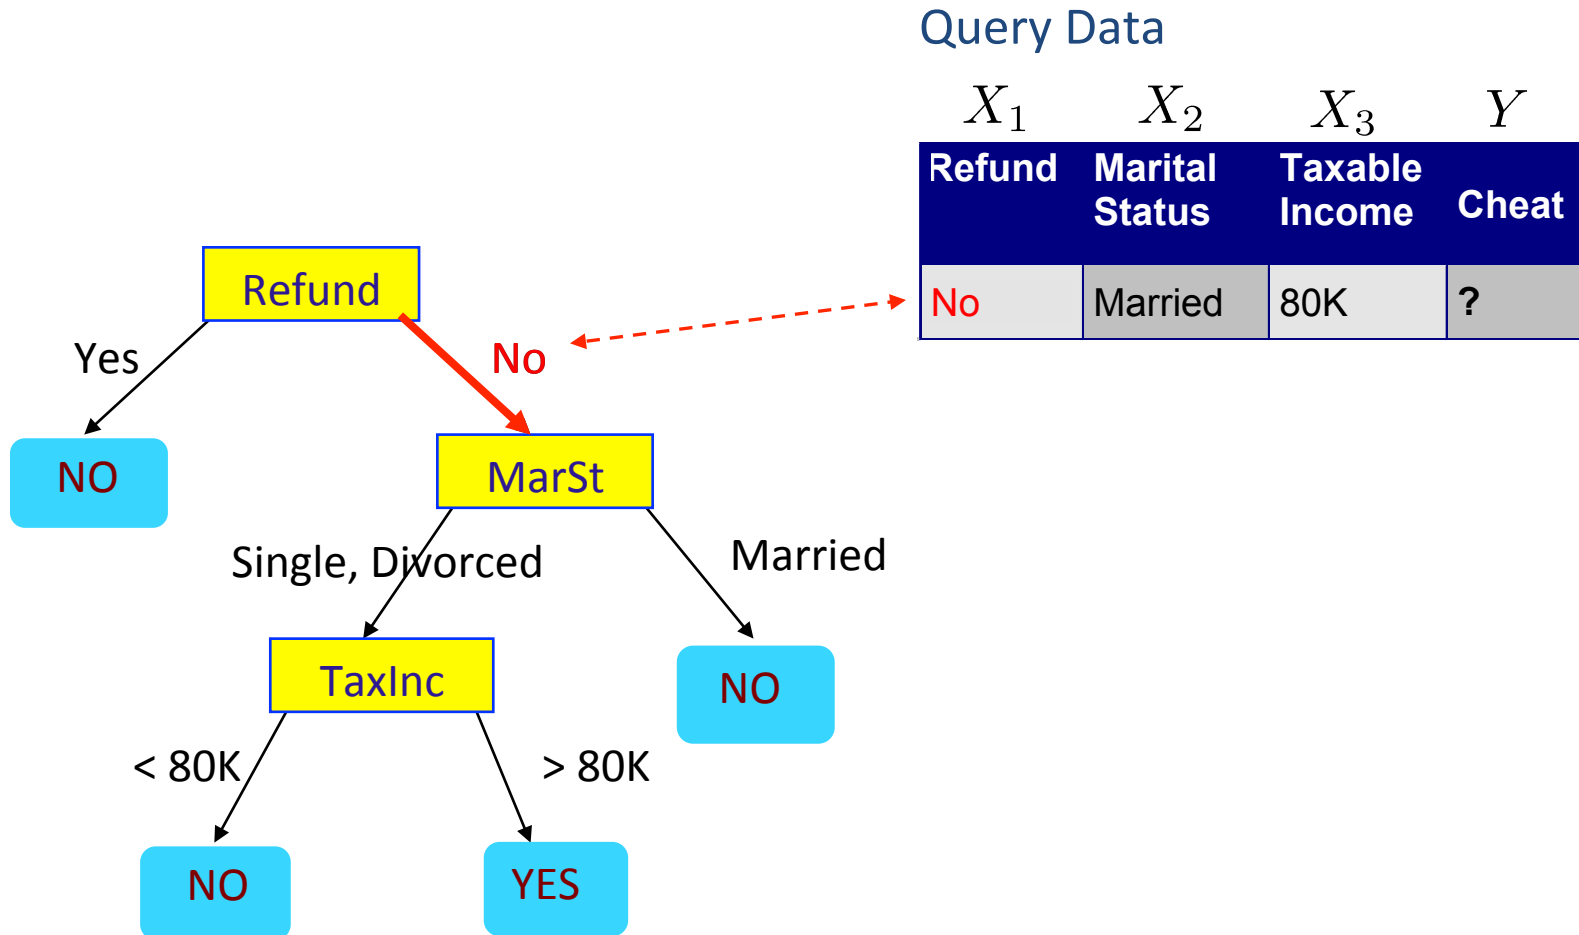 Query Data
X₁ X₂ X₃ Y
Refund Marital Status Taxable Income Cheat
No Married 80K ?
Refund
Yes
No
NO
MarSt
Single, Divorced
Married
TaxInc
NO
< 80K
> 80K
NO
YES